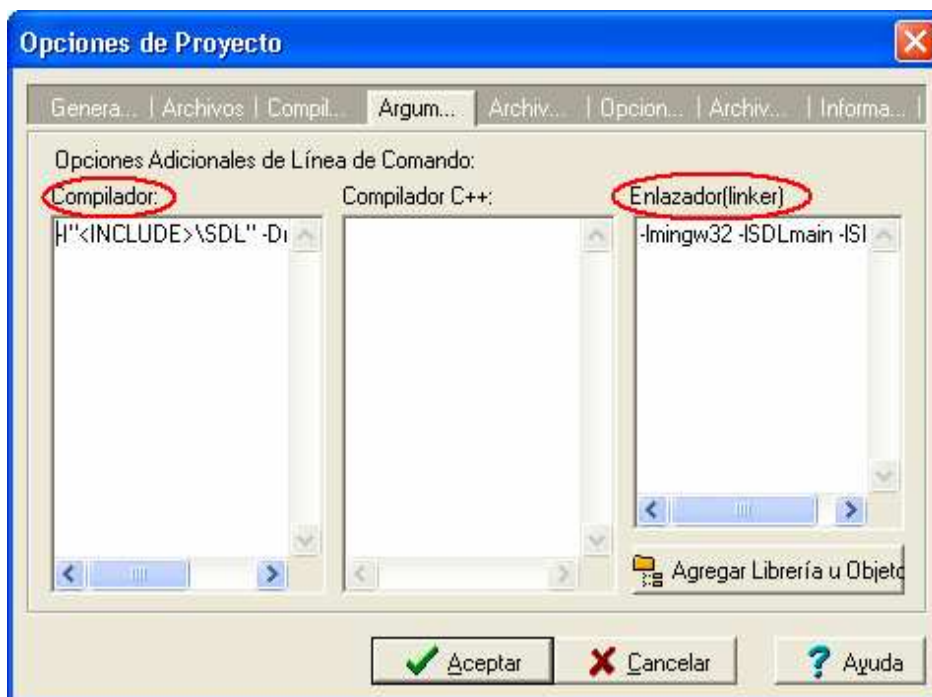 Opciones de Proyecto
Genera... | Archivos | Compil... Argum... Archiv... | Opcion... | Archiv... | Informa... |
Opciones Adicionales de Línea de Comando:
Compilador: Compilador C++: Enlazador(linker)
-I"<INCLUDE>\SDL" -D -lmingw32 -lSDLmain -lS
Agregar Librería u Objeto
Aceptar Cancelar Ayuda